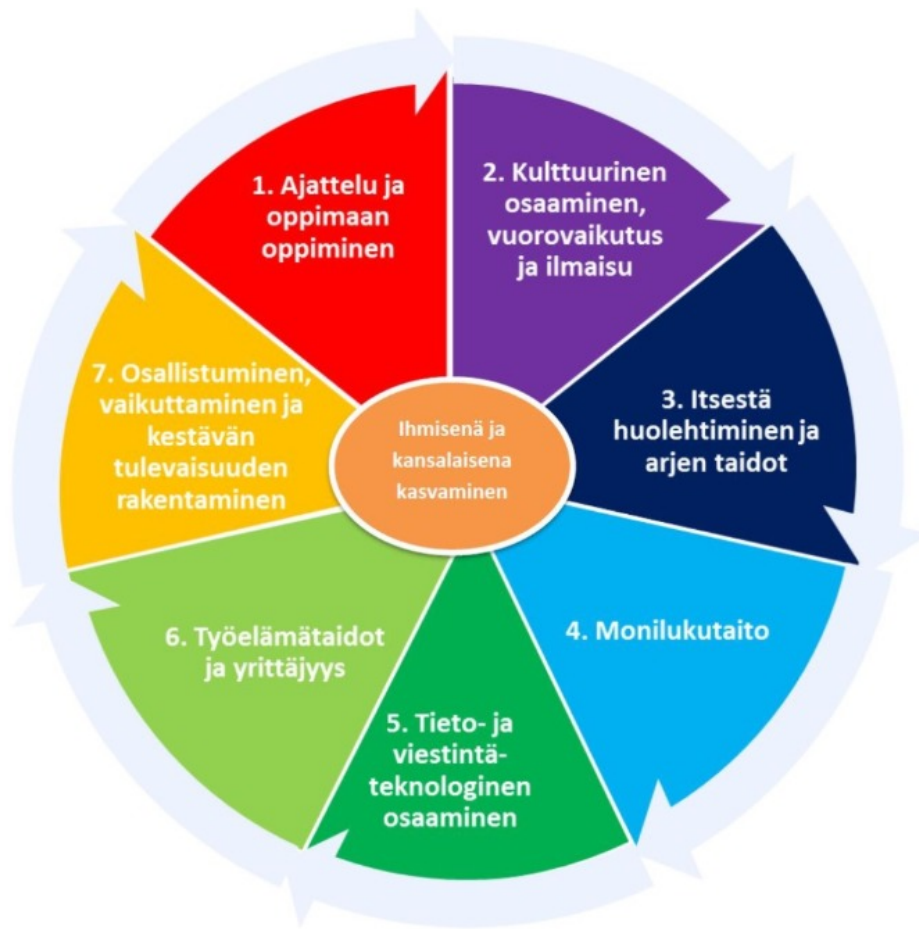 1. Ajattelu ja
oppimaan
oppiminen
2. Kulttuurinen
osaaminen,
vuorovaikutus
ja ilmaisu
3. Itsestä
huolehtiminen ja
arjen taidot
4. Monilukutaito
5. Tieto- ja
viestintä-
teknologinen
osaaminen
6. Työelämätaidot
ja yrittäjyys
7. Osallistuminen,
vaikuttaminen ja
kestävän
tulevaisuuden
rakentaminen
Ihmisenä ja
kansalaisena
kasvaminen